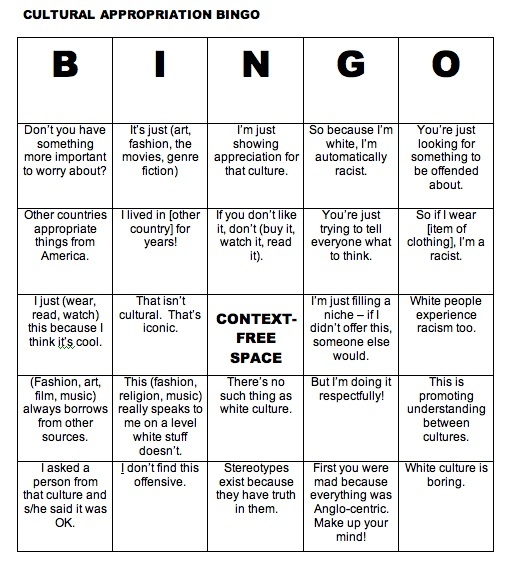 CULTURAL APPROPRIATION BINGO
B I N G O
Don't you have
something
more important
to worry about?
It's just (art,
fashion, the
movies, genre
fiction)
I'm just
showing
appreciation for
that culture.
So because I'm
white, I'm
automatically
racist.
You're just
looking for
something to
be offended
about.
Other countries
appropriate
things from
America.
I lived in [other
country] for
years!
If you don't like
it, don't (buy it,
watch it, read
it).
You're just
trying to tell
everyone what
to think.
So if I wear
[item of
clothing], I'm a
racist.
I just (wear,
read, watch)
this because I
think it's cool.
That isn't
cultural. That's
iconic.
CONTEXT-
FREE
SPACE
I'm just filling a
niche – if I
didn't offer this,
someone else
would.
White people
experience
racism too.
(Fashion, art,
film, music)
always borrows
from other
sources.
This (fashion,
religion, music)
really speaks to
me on a level
white stuff
doesn't.
There's no
such thing as
white culture.
But I'm doing it
respectfully!
This is
promoting
understanding
between
cultures.
I asked a
person from
that culture and
s/he said it was
OK.
I don't find this
offensive.
Stereotypes
exist because
they have truth
in them.
First you were
mad because
everything was
Anglo-centric.
Make up your
mind!
White culture is
boring.